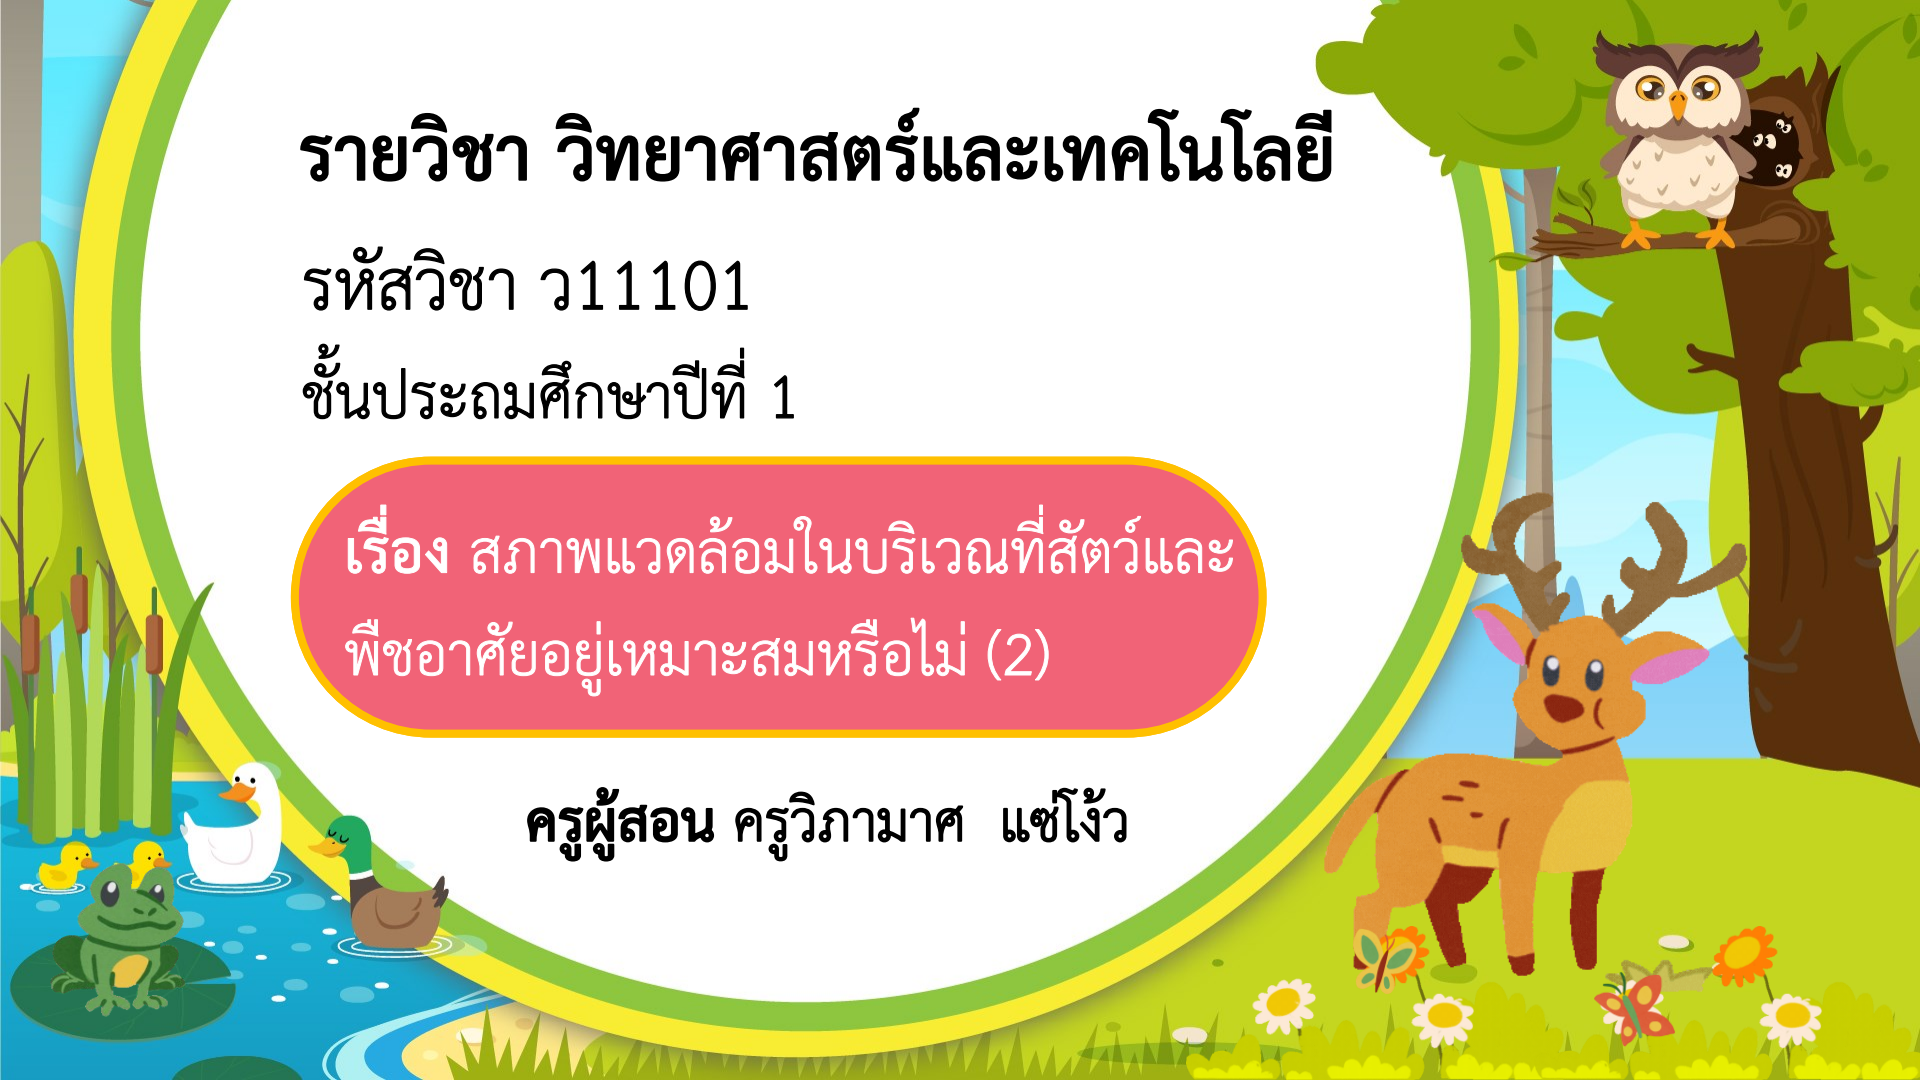 รายวิชา วิทยาศาสตร์และเทคโนโลยี
รหัสวิชา ว11101
ชั้นประถมศึกษาปีที่ 1
เรื่อง สภาพแวดล้อมในบริเวณที่สัตว์และ
พืชอาศัยอยู่เหมาะสมหรือไม่ (2)
ครูผู้สอน ครูวิภามาศ แซ่โง้ว